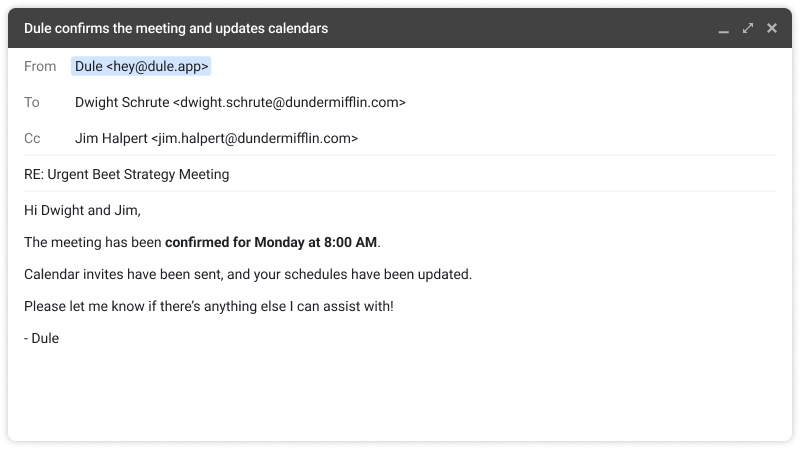 Dule confirms the meeting and updates calendars
From Dule <hey@dule.app>
To Dwight Schrute <dwight.schrute@dundermifflin.com>
Cc Jim Halpert <jim.halpert@dundermifflin.com>
RE: Urgent Beet Strategy Meeting
Hi Dwight and Jim,
The meeting has been confirmed for Monday at 8:00 AM.
Calendar invites have been sent, and your schedules have been updated.
Please let me know if there’s anything else I can assist with!
- Dule